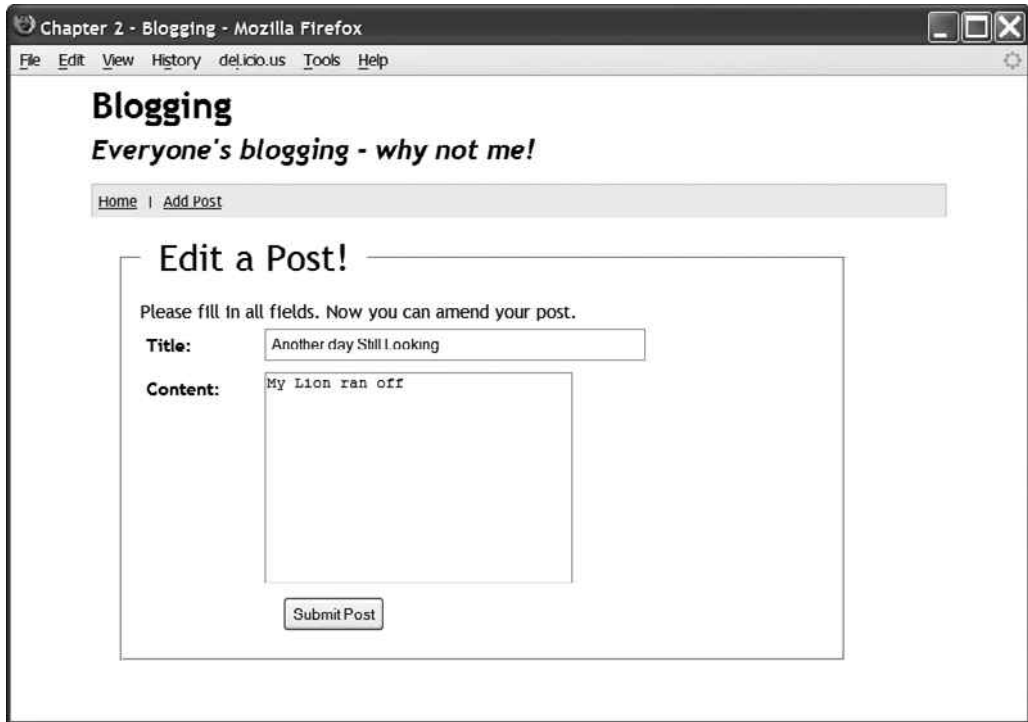 Chapter 2 - Blogging - Mozilla Firefox
File Edit View History del.icio.us Tools Help
Blogging
Everyone's blogging - why not me!
Home | Add Post
Edit a Post!
Please fill in all fields. Now you can amend your post.
Title: Another day Still Looking
Content: My Lion ran off
Submit Post